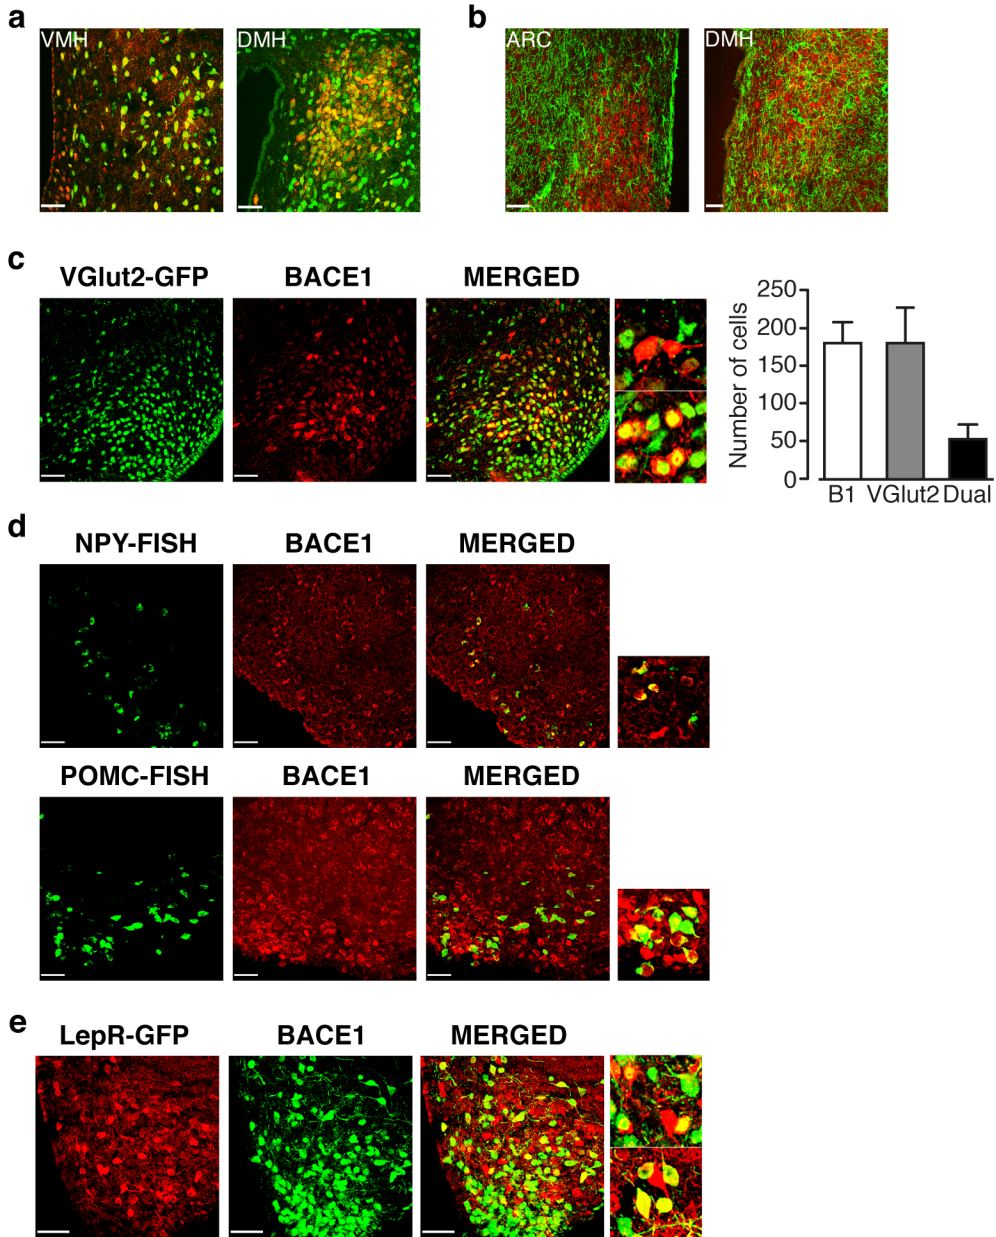 a
VMH
DMH
b
ARC
DMH
c
VGlut2-GFP
BACE1
MERGED
Number of cells
250
200
150
100
50
0
B1
VGlut2
Dual
d
NPY-FISH
BACE1
MERGED
POMC-FISH
BACE1
MERGED
e
LepR-GFP
BACE1
MERGED